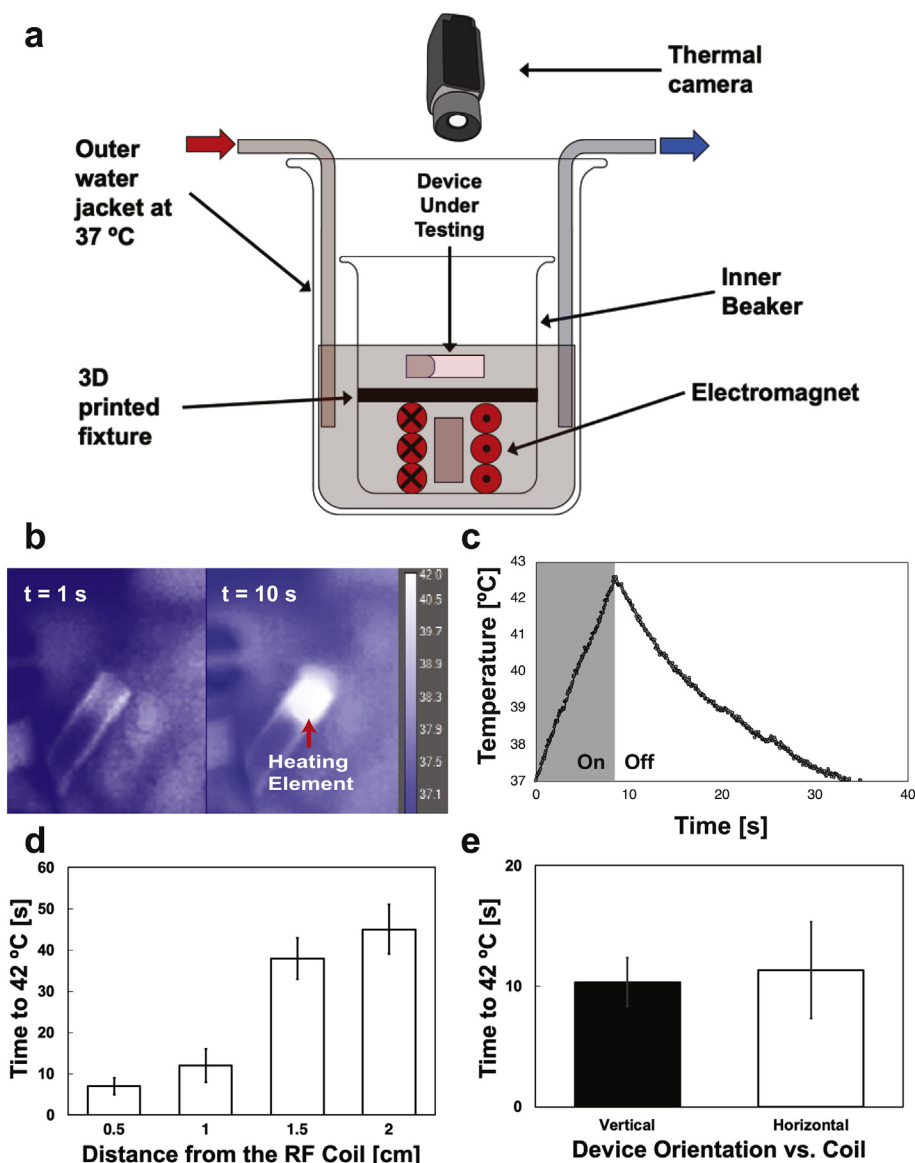 a
Thermal
camera
Outer
water
jacket at
37 ºC
Device
Under
Testing
Inner
Beaker
3D
printed
fixture
Electromagnet
b
t = 1 s
t = 10 s
Heating
Element
42.0
40.5
39.7
38.9
38.3
37.9
37.5
37.1
c
Temperature [ºC]
43
42
41
40
39
38
37
On
Off
0
10
20
30
40
Time [s]
d
Time to 42 ºC [s]
60
50
40
30
20
10
0
0.5
1
1.5
2
Distance from the RF Coil [cm]
e
Time to 42 ºC [s]
20
10
0
Vertical
Horizontal
Device Orientation vs. Coil